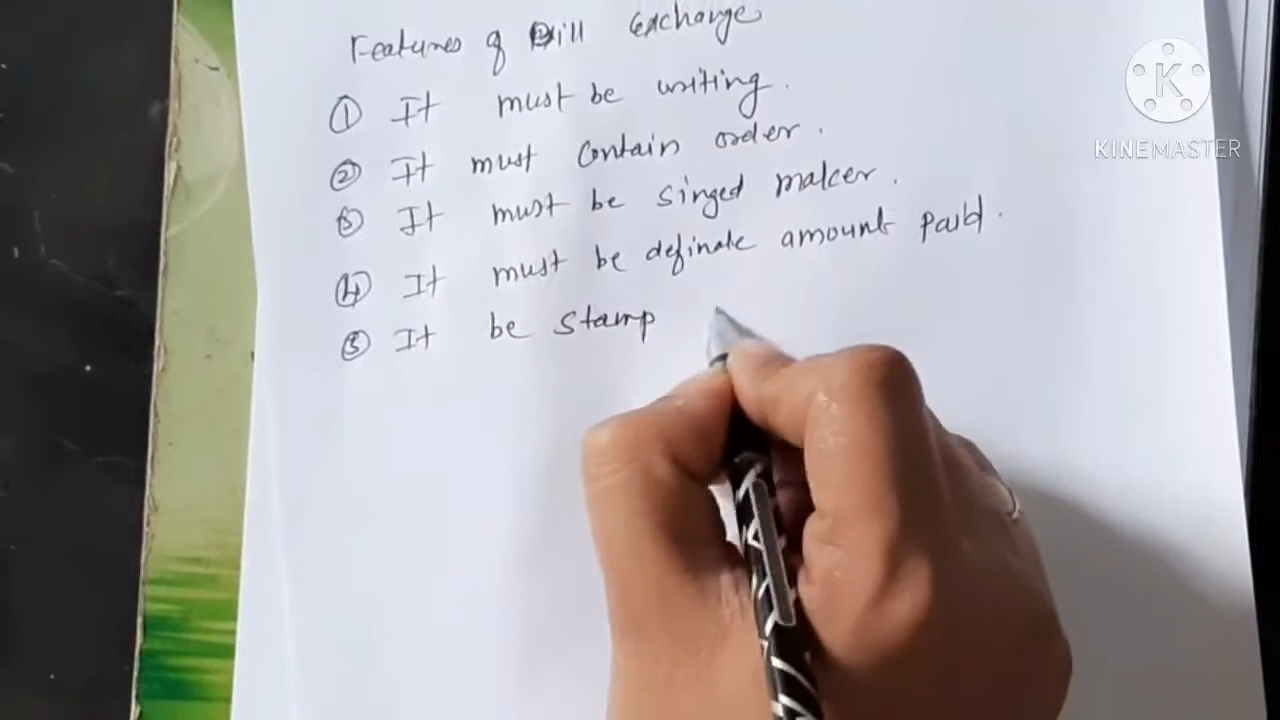 Features of Bill Exchange
① It must be writing.
② It must contain order.
③ It must be singed maker.
④ It must be definate amount paid.
⑤ It be stamp
K
KINEMASTER